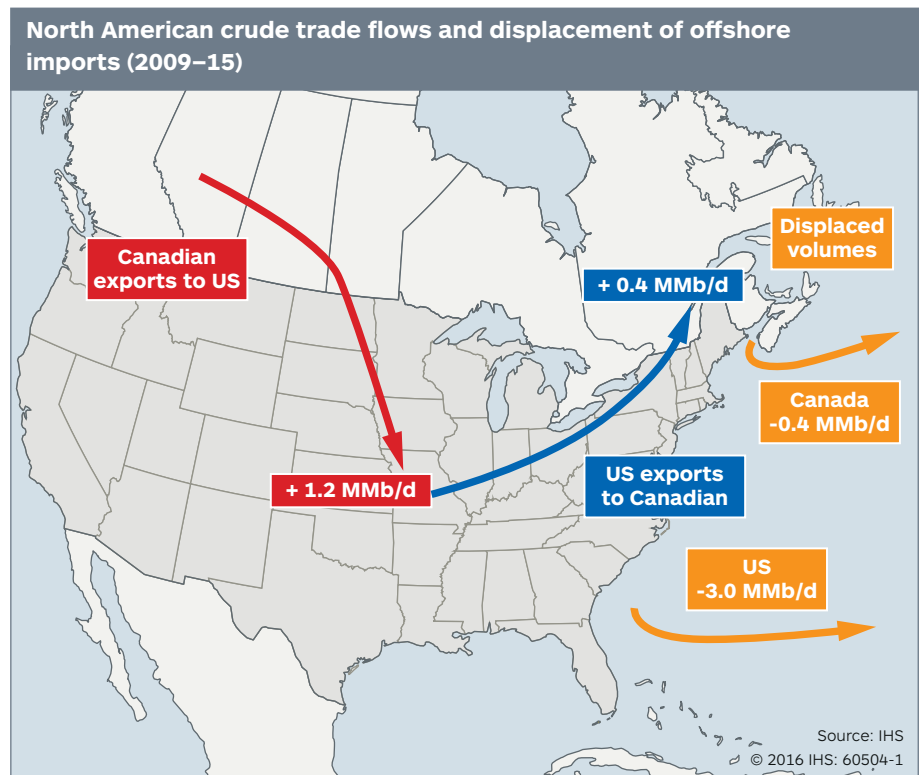 North American crude trade flows and displacement of offshore
imports (2009–15)
Displaced
volumes
Canadian
exports to US
+ 0.4 MMb/d
Canada
-0.4 MMb/d
+ 1.2 MMb/d
US exports
to Canadian
US
-3.0 MMb/d
Source: IHS
© 2016 IHS: 60504-1